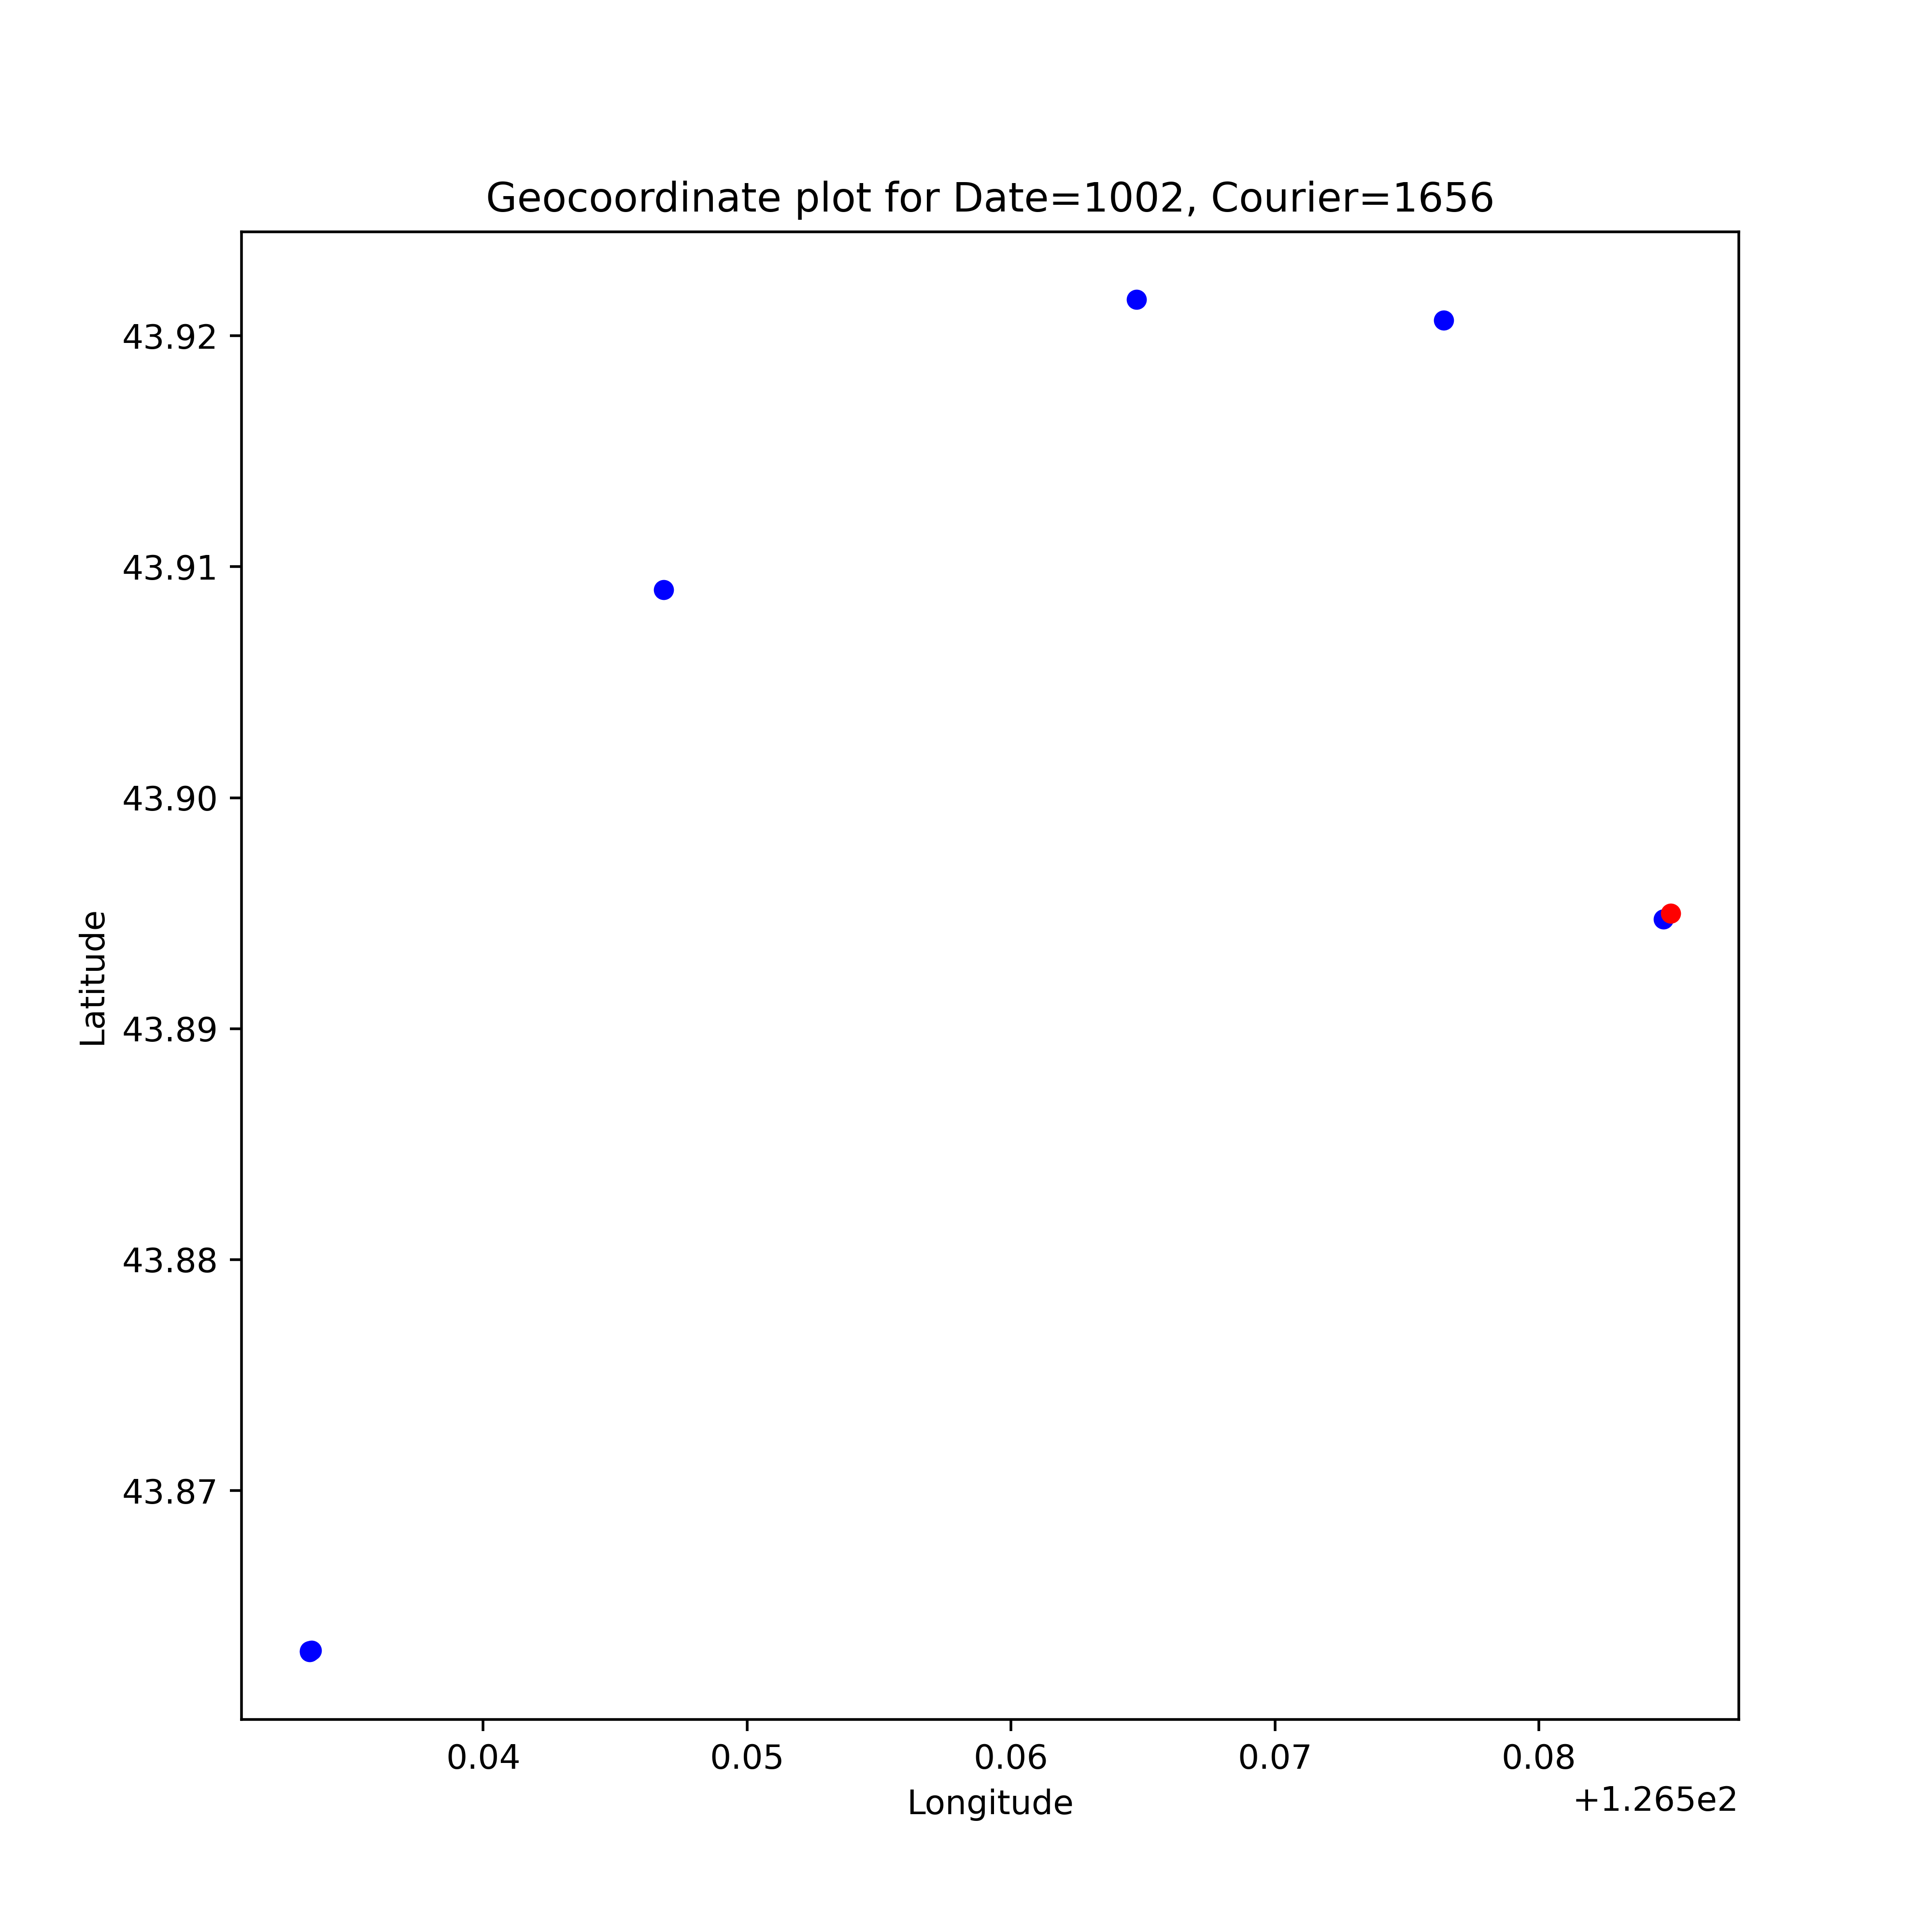 Geocoordinate plot for Date=1002, Courier=1656
43.92
43.91
43.90
43.89
43.88
43.87
Latitude
0.04 0.05 0.06 0.07 0.08
+1.265e2
Longitude